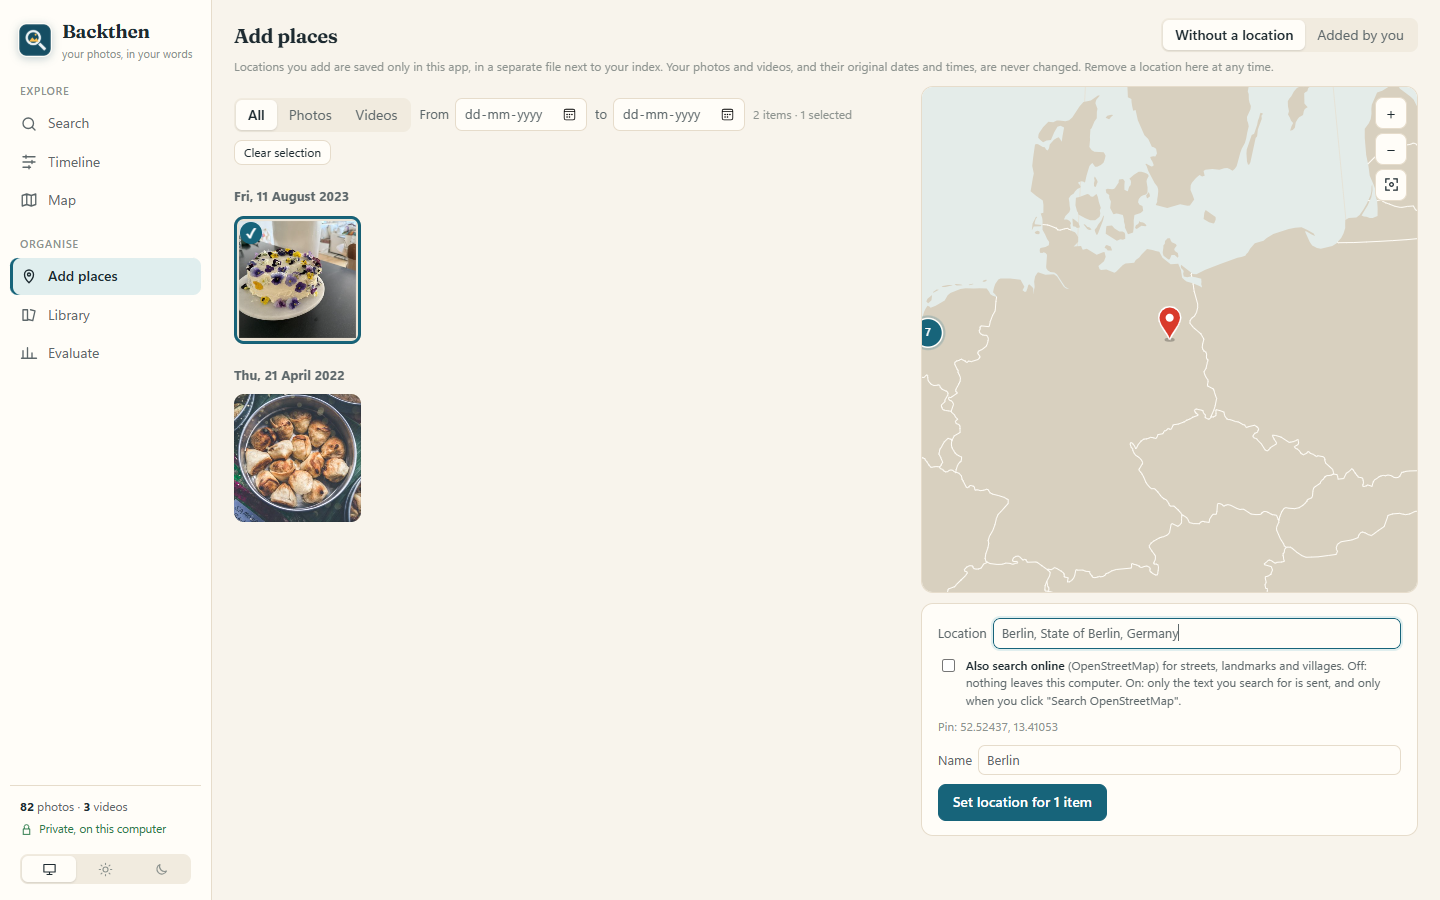 Backthen
your photos, in your words
EXPLORE
Search
Timeline
Map
ORGANISE
Add places
Library
Evaluate
82 photos · 3 videos
Private, on this computer
Add places
Without a location
Added by you
Locations you add are saved only in this app, in a separate file next to your index. Your photos and videos, and their original dates and times, are never changed. Remove a location here at any time.
All Photos Videos From dd-mm-yyyy to dd-mm-yyyy 2 items · 1 selected
Clear selection
Fri, 11 August 2023
Thu, 21 April 2022
+
−
7
Location Berlin, State of Berlin, Germany
Also search online (OpenStreetMap) for streets, landmarks and villages. Off:
nothing leaves this computer. On: only the text you search for is sent, and only
when you click "Search OpenStreetMap".
Pin: 52.52437, 13.41053
Name Berlin
Set location for 1 item